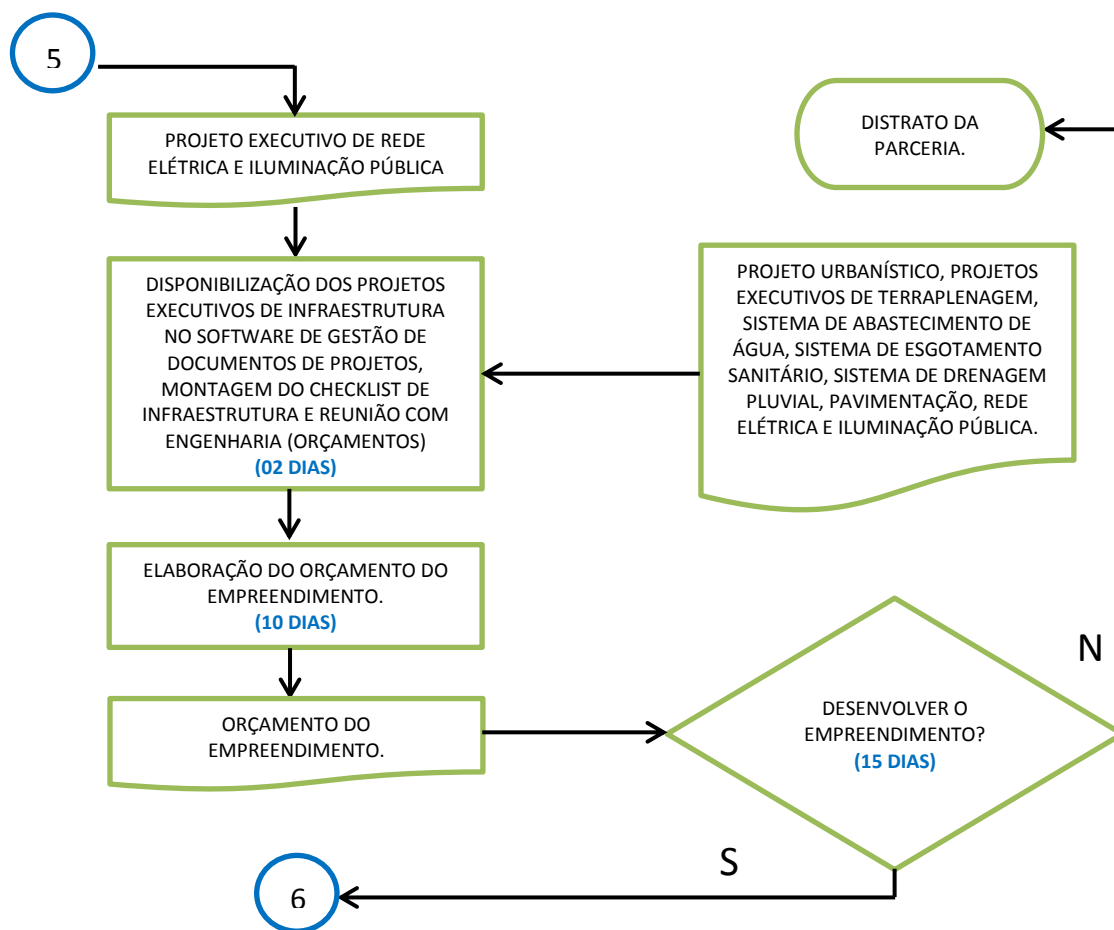 5
PROJETO EXECUTIVO DE REDE
ELÉTRICA E ILUMINAÇÃO PÚBLICA
DISTRATO DA
PARCERIA.
DISPONIBILIZAÇÃO DOS PROJETOS
EXECUTIVOS DE INFRAESTRUTURA
NO SOFTWARE DE GESTÃO DE
DOCUMENTOS DE PROJETOS,
MONTAGEM DO CHECKLIST DE
INFRAESTRUTURA E REUNIÃO COM
ENGENHARIA (ORÇAMENTOS)
(02 DIAS)
PROJETO URBANÍSTICO, PROJETOS
EXECUTIVOS DE TERRAPLENAGEM,
SISTEMA DE ABASTECIMENTO DE
ÁGUA, SISTEMA DE ESGOTAMENTO
SANITÁRIO, SISTEMA DE DRENAGEM
PLUVIAL, PAVIMENTAÇÃO, REDE
ELÉTRICA E ILUMINAÇÃO PÚBLICA.
ELABORAÇÃO DO ORÇAMENTO DO
EMPREENDIMENTO.
(10 DIAS)
ORÇAMENTO DO
EMPREENDIMENTO.
DESENVOLVER O
EMPREENDIMENTO?
(15 DIAS)
N
S
6